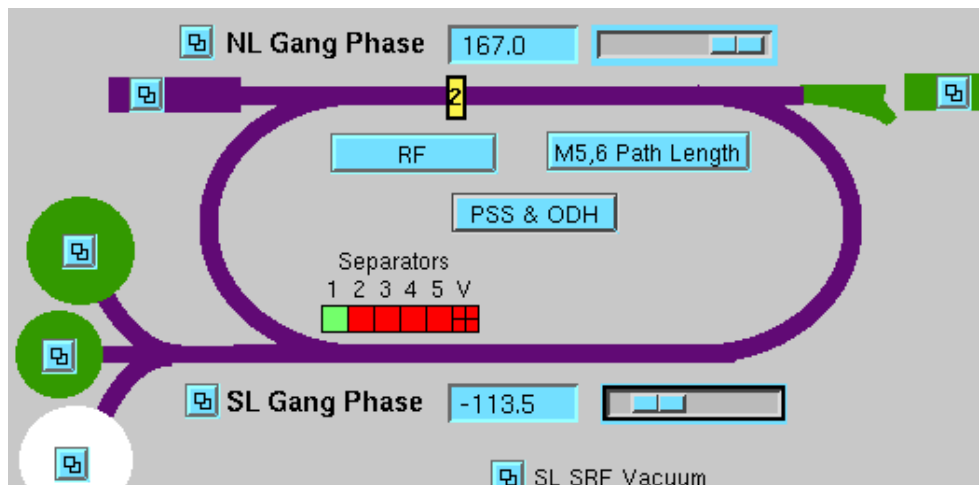 NL Gang Phase 167.0
2
RF M5,6 Path Length
PSS & ODH
Separators
1 2 3 4 5 V
SL Gang Phase -113.5
SL SRF Vacuum